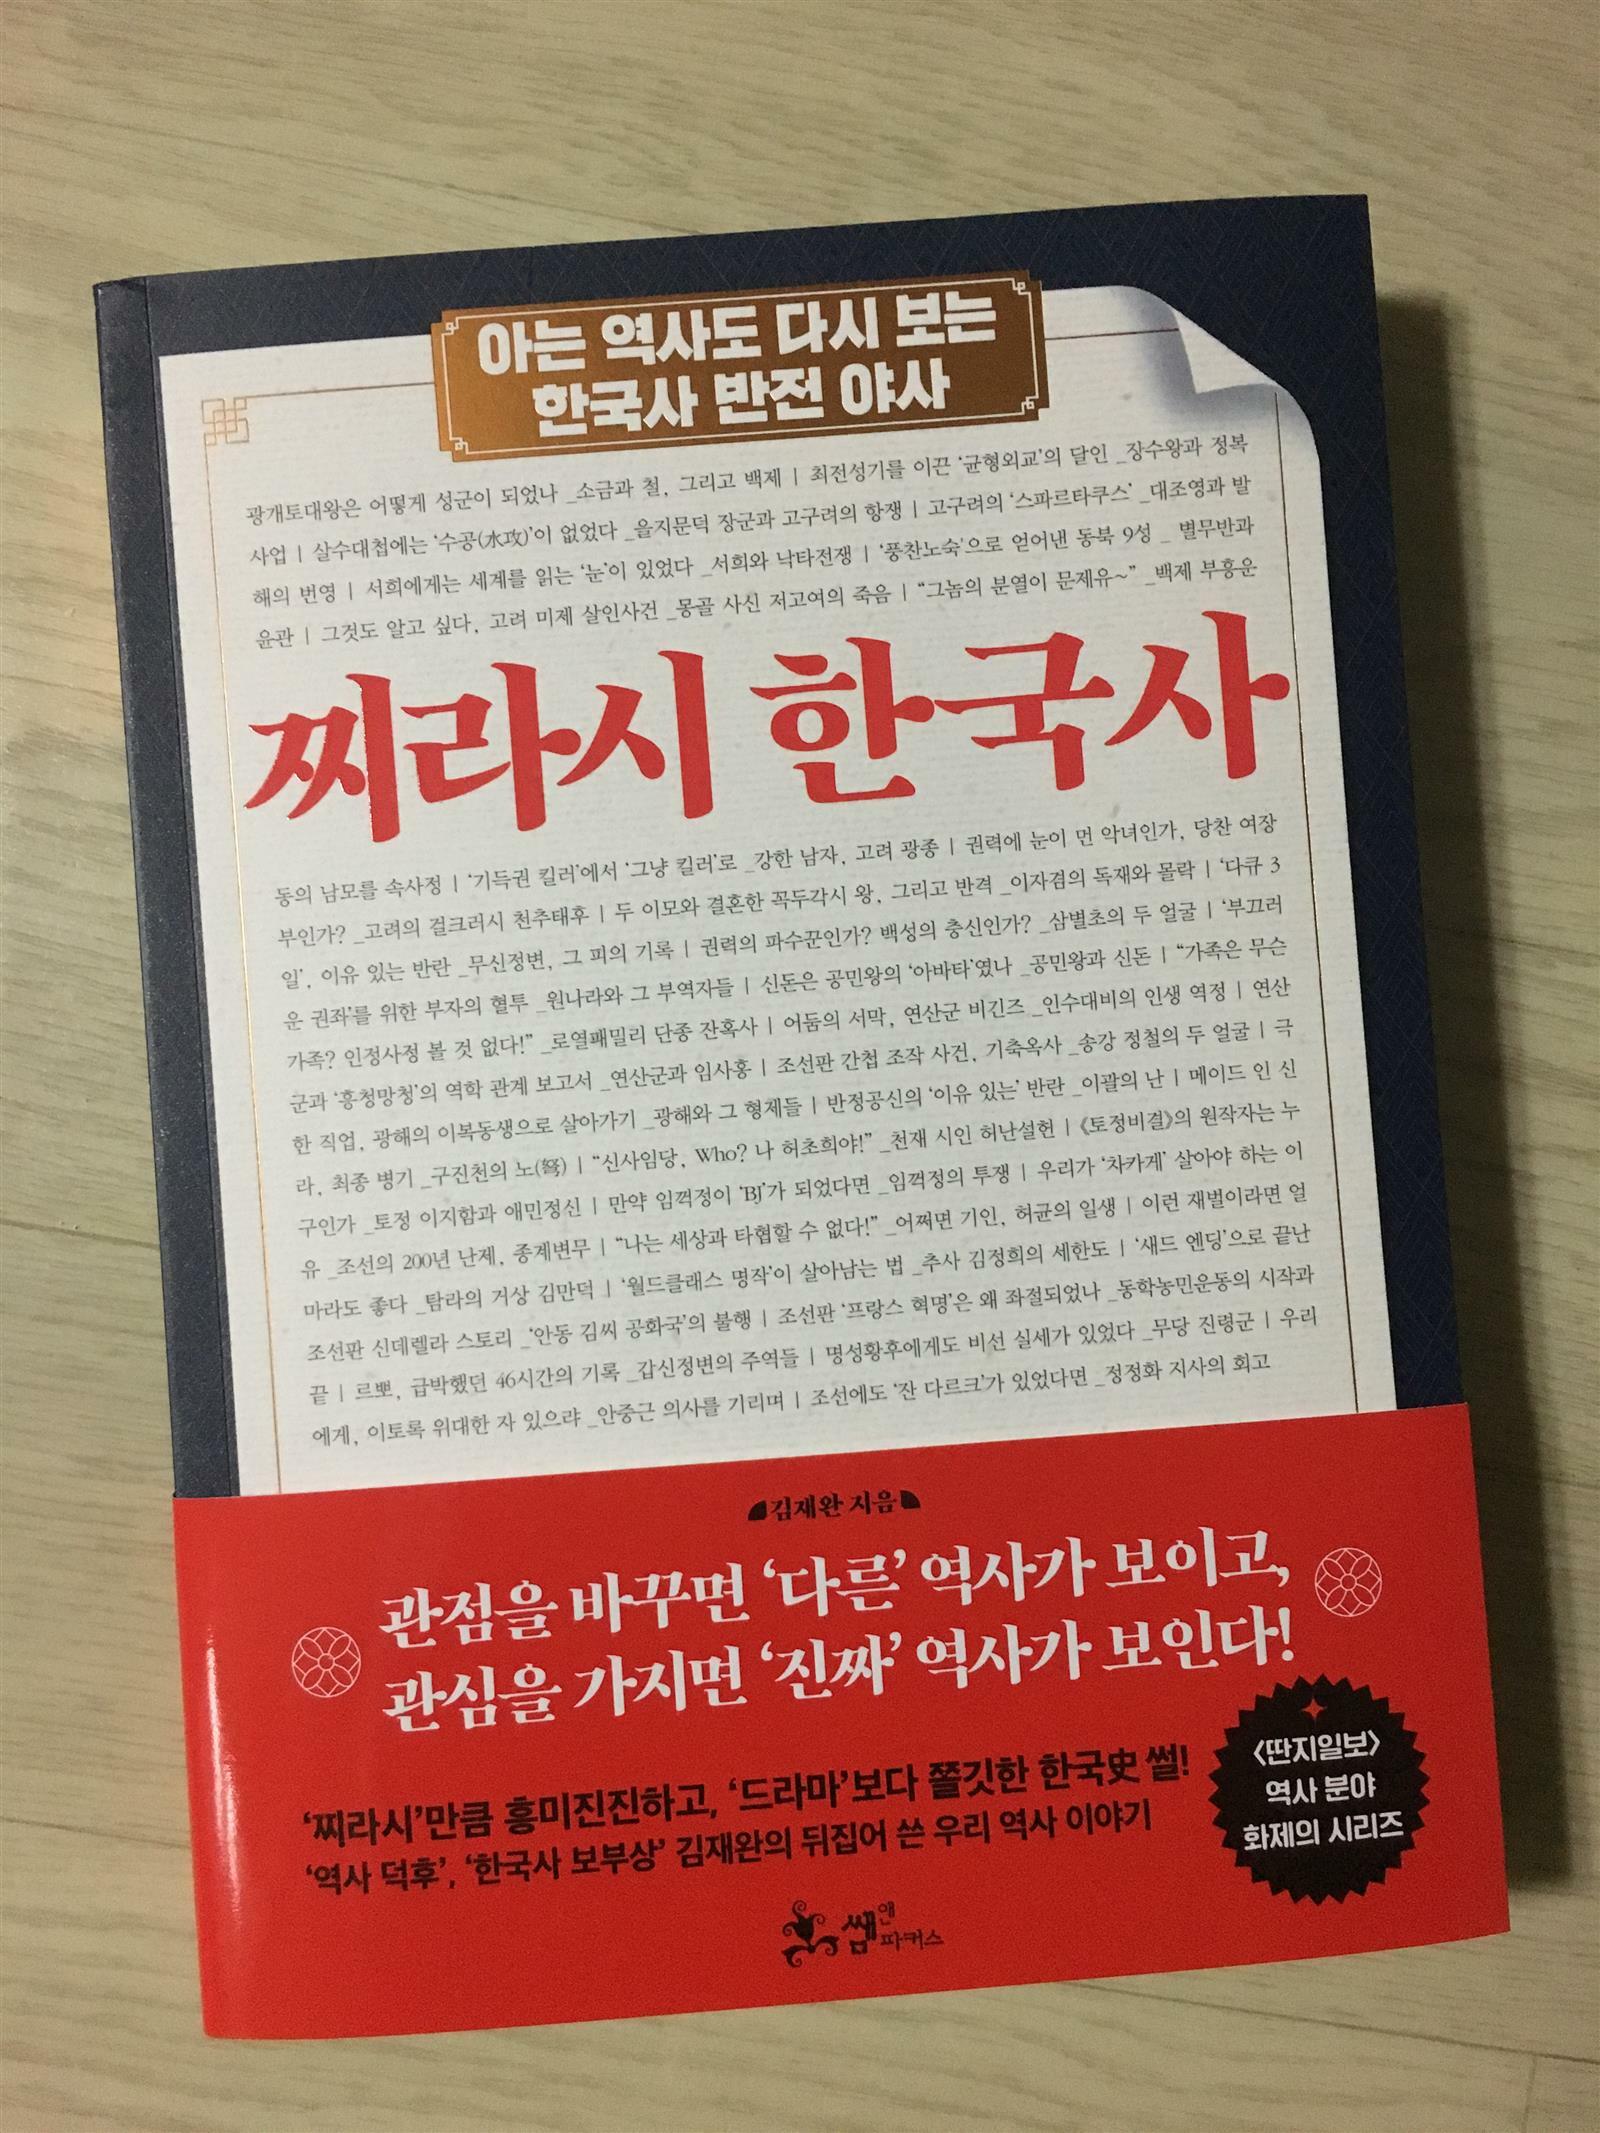 아는 역사도 다시 보는
한국사 반전 야사
광개토대왕은 어떻게 성군이 되었나 _소금과 철, 그리고 백제 | 최전성기를 이끈 ‘균형외교’의 달인 _장수왕과 정복
사업 | 살수대첩에는 ‘수공(水攻)’이 없었다 _을지문덕 장군과 고구려의 항쟁 | 고구려의 ‘스파르타쿠스’ _대조영과 발
해의 번영 | 서희에게는 세계를 읽는 ‘눈’이 있었다 _서희와 낙타전쟁 | ‘풍찬노숙’으로 얻어낸 동북 9성 _ 별무반과
윤관 | 그것도 알고 싶다, 고려 미제 살인사건 _몽골 사신 저고여의 죽음 | “그놈의 분열이 문제유~” _백제 부흥운
찌라시 한국사
동의 남모를 속사정 | ‘기득권 킬러’에서 ‘그냥 킬러’로 _강한 남자, 고려 광종 | 권력에 눈이 먼 악녀인가, 당찬 여장
부인가? _고려의 걸크러시 천추태후 | 두 이모와 결혼한 꼭두각시 왕, 그리고 반격 _이자겸의 독재와 몰락 | ‘다큐 3
일’, 이유 있는 반란 _무신정변, 그 피의 기록 | 권력의 파수꾼인가? 백성의 충신인가? _삼별초의 두 얼굴 | ‘부끄러
운 권좌’를 위한 부자의 혈투 _원나라와 그 부역자들 | 신돈은 공민왕의 ‘아바타’였나 _공민왕과 신돈 | “가족은 무슨
가족? 인정사정 볼 것 없다!” _로열패밀리 단종 잔혹사 | 어둠의 서막, 연산군 비긴즈 _인수대비의 인생 역정 | 연산
군과 ‘흥청망청’의 역학 관계 보고서 _연산군과 임사홍 | 조선판 간첩 조작 사건, 기축옥사 _송강 정철의 두 얼굴 | 극
한 직업, 광해의 이복동생으로 살아가기 _광해와 그 형제들 | 반정공신의 ‘이유 있는’ 반란 _이괄의 난 | 메이드 인 신
라, 최종 병기 _구진천의 노(弩) | “신사임당, Who? 나 허초희야!” _천재 시인 허난설헌 | 《토정비결》의 원작자는 누
구인가 _토정 이지함과 애민정신 | 만약 임꺽정이 ‘BJ’가 되었다면 _임꺽정의 투쟁 | 우리가 ‘차카게’ 살아야 하는 이
유 _조선의 200년 난제, 종계변무 | “나는 세상과 타협할 수 없다!” _어쩌면 기인, 허균의 일생 | 이런 재벌이라면 얼
마라도 좋다 _탐라의 거상 김만덕 | ‘월드클래스 명작’이 살아남는 법 _추사 김정희의 세한도 | ‘새드 엔딩’으로 끝난
조선판 신데렐라 스토리 _‘안동 김씨 공화국’의 불행 | 조선판 ‘프랑스 혁명’은 왜 좌절되었나 _동학농민운동의 시작과
끝 | 르뽀, 급박했던 46시간의 기록 _갑신정변의 주역들 | 명성황후에게도 비선 실세가 있었다 _무당 진령군 | 우리
에게, 이토록 위대한 자 있으랴 _안중근 의사를 기리며 | 조선에도 ‘잔 다르크’가 있었다면 _정정화 지사의 회고
김재완 지음
관점을 바꾸면 ‘다른’ 역사가 보이고,
관심을 가지면 ‘진짜’ 역사가 보인다!
‘찌라시’만큼 흥미진진하고, ‘드라마’보다 쫄깃한 한국史 썰!
‘역사 덕후’, ‘한국사 보부상’ 김재완의 뒤집어 쓴 우리 역사 이야기
〈딴지일보〉
역사 분야
화제의 시리즈
쌤앤파커스